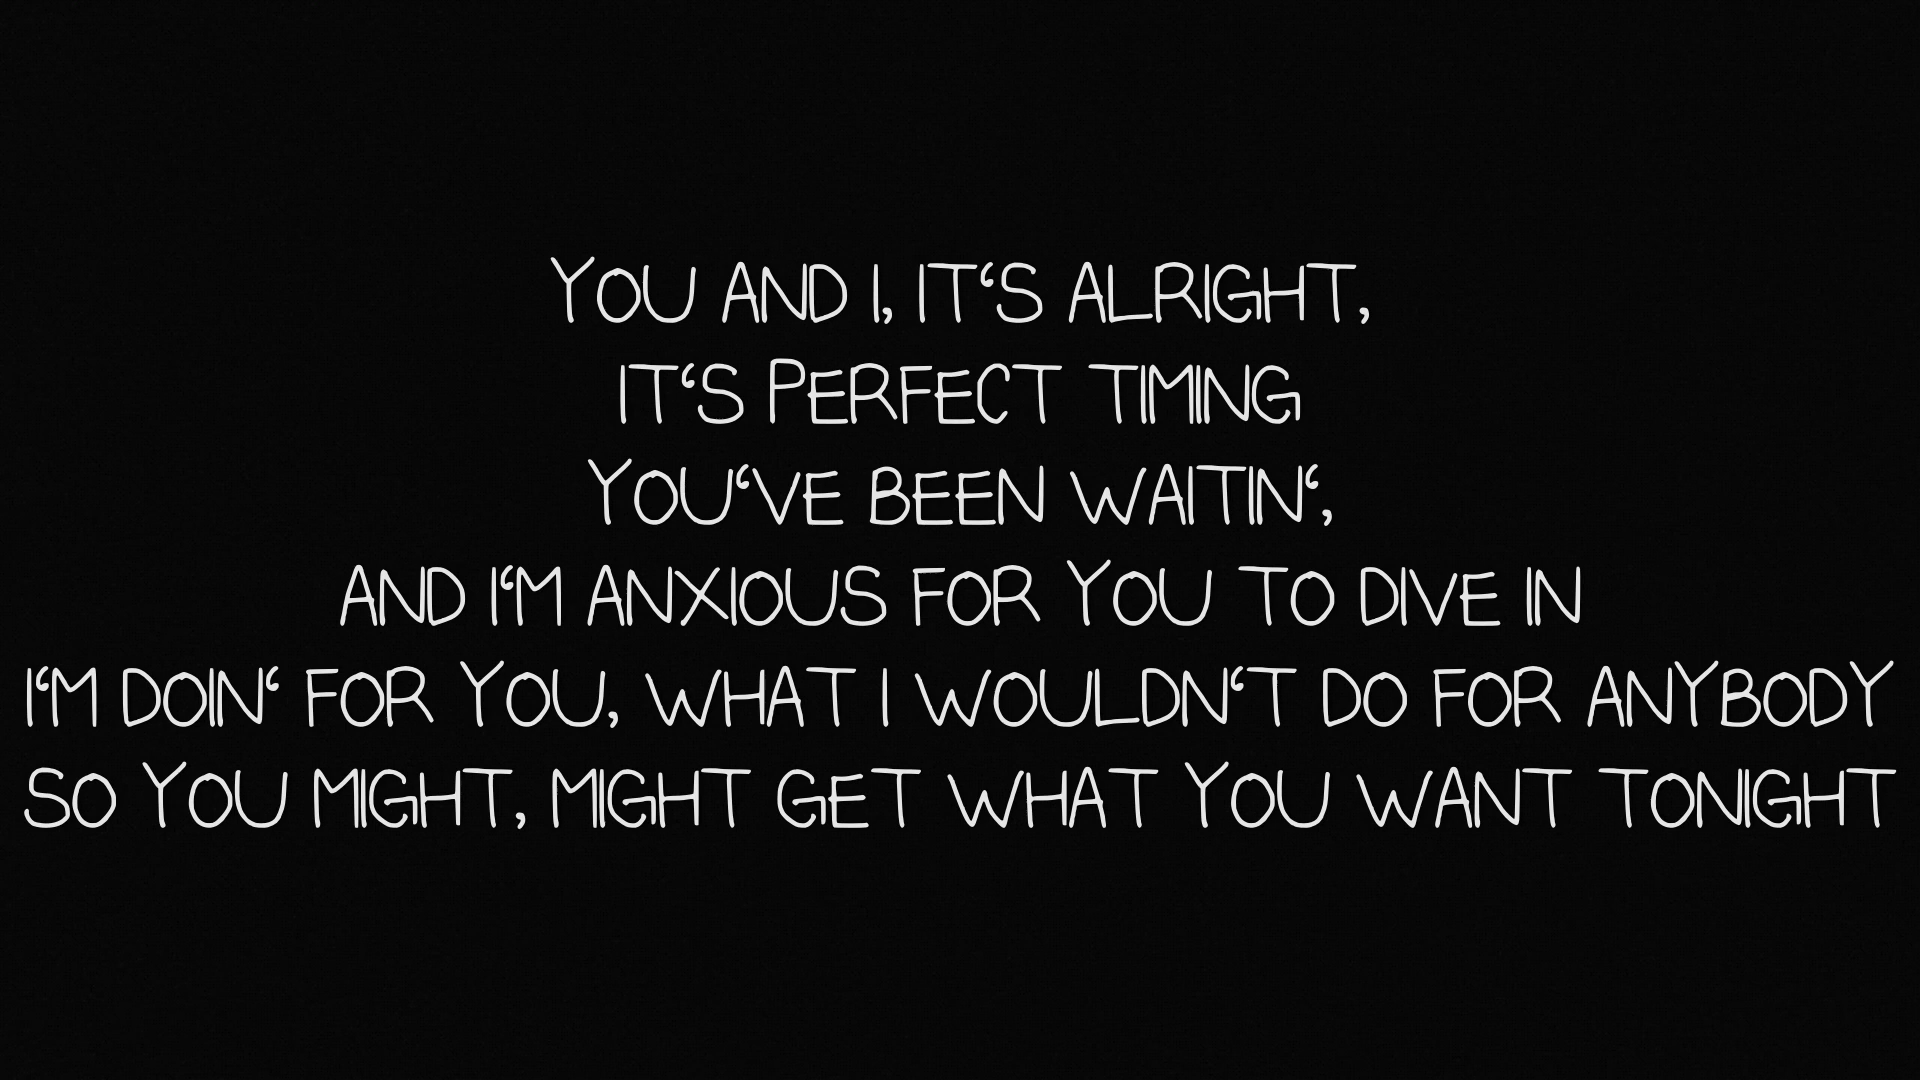 YOU AND I, IT‘S ALRIGHT,
IT‘S PERFECT TIMING
YOU‘VE BEEN WAITIN‘,
AND I‘M ANXIOUS FOR YOU TO DIVE IN
I‘M DOIN‘ FOR YOU, WHAT I WOULDN‘T DO FOR ANYBODY
SO YOU MIGHT, MIGHT GET WHAT YOU WANT TONIGHT